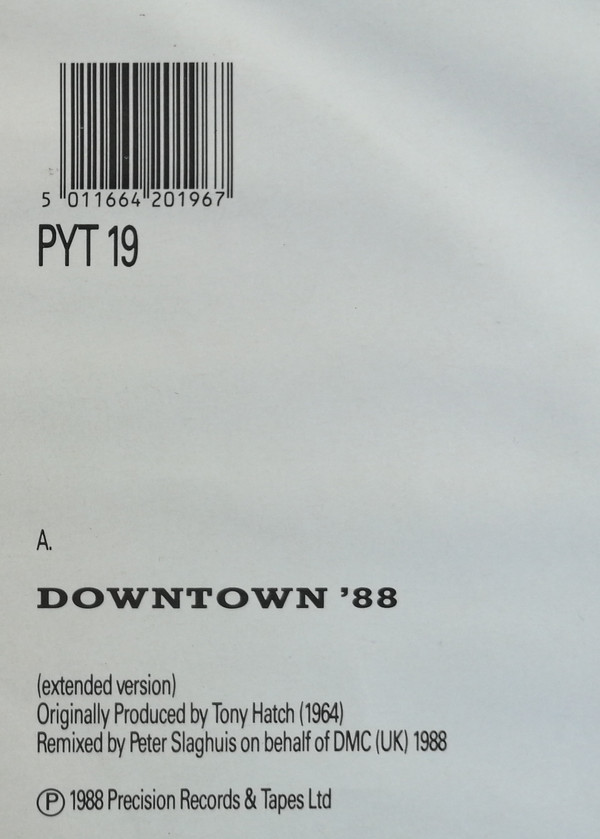 5 011664 201967
PYT 19
A.
DOWNTOWN '88
(extended version)
Originally Produced by Tony Hatch (1964)
Remixed by Peter Slaghuis on behalf of DMC (UK) 1988
Ⓟ 1988 Precision Records & Tapes Ltd